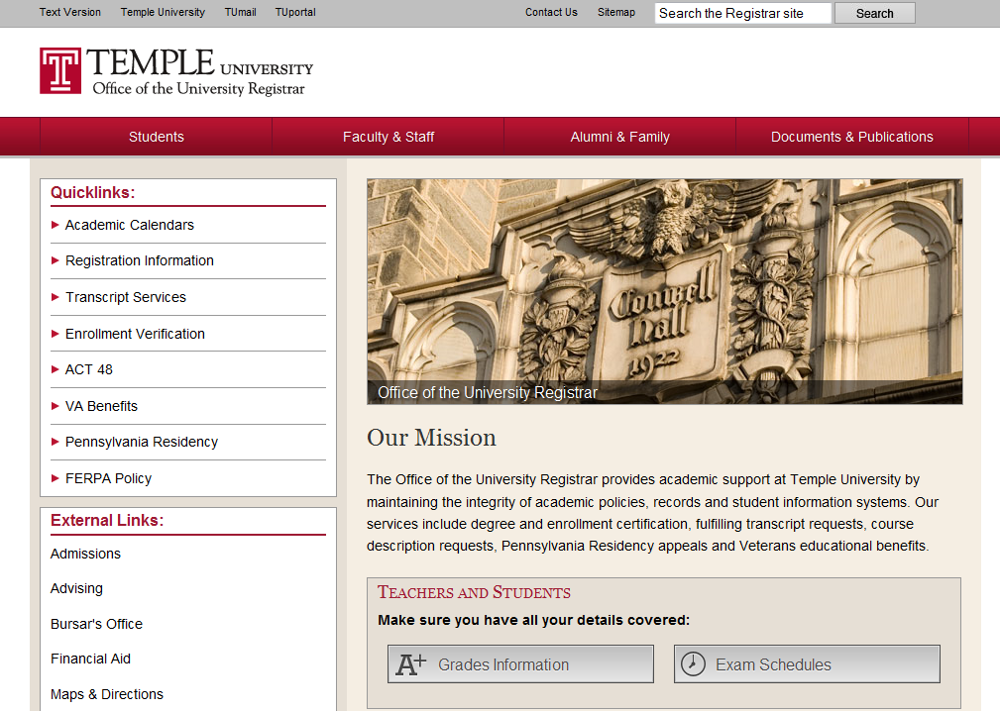 Text Version Temple University TUmail TUportal Contact Us Sitemap Search the Registrar site Search
T TEMPLE UNIVERSITY
Office of the University Registrar
Students Faculty & Staff Alumni & Family Documents & Publications
Quicklinks:
Academic Calendars
Registration Information
Transcript Services
Enrollment Verification
ACT 48
VA Benefits
Pennsylvania Residency
FERPA Policy
External Links:
Admissions
Advising
Bursar's Office
Financial Aid
Maps & Directions
Conwell
Hall
1922
Office of the University Registrar
Our Mission
The Office of the University Registrar provides academic support at Temple University by
maintaining the integrity of academic policies, records and student information systems. Our
services include degree and enrollment certification, fulfilling transcript requests, course
description requests, Pennsylvania Residency appeals and Veterans educational benefits.
TEACHERS AND STUDENTS
Make sure you have all your details covered:
A+ Grades Information Exam Schedules